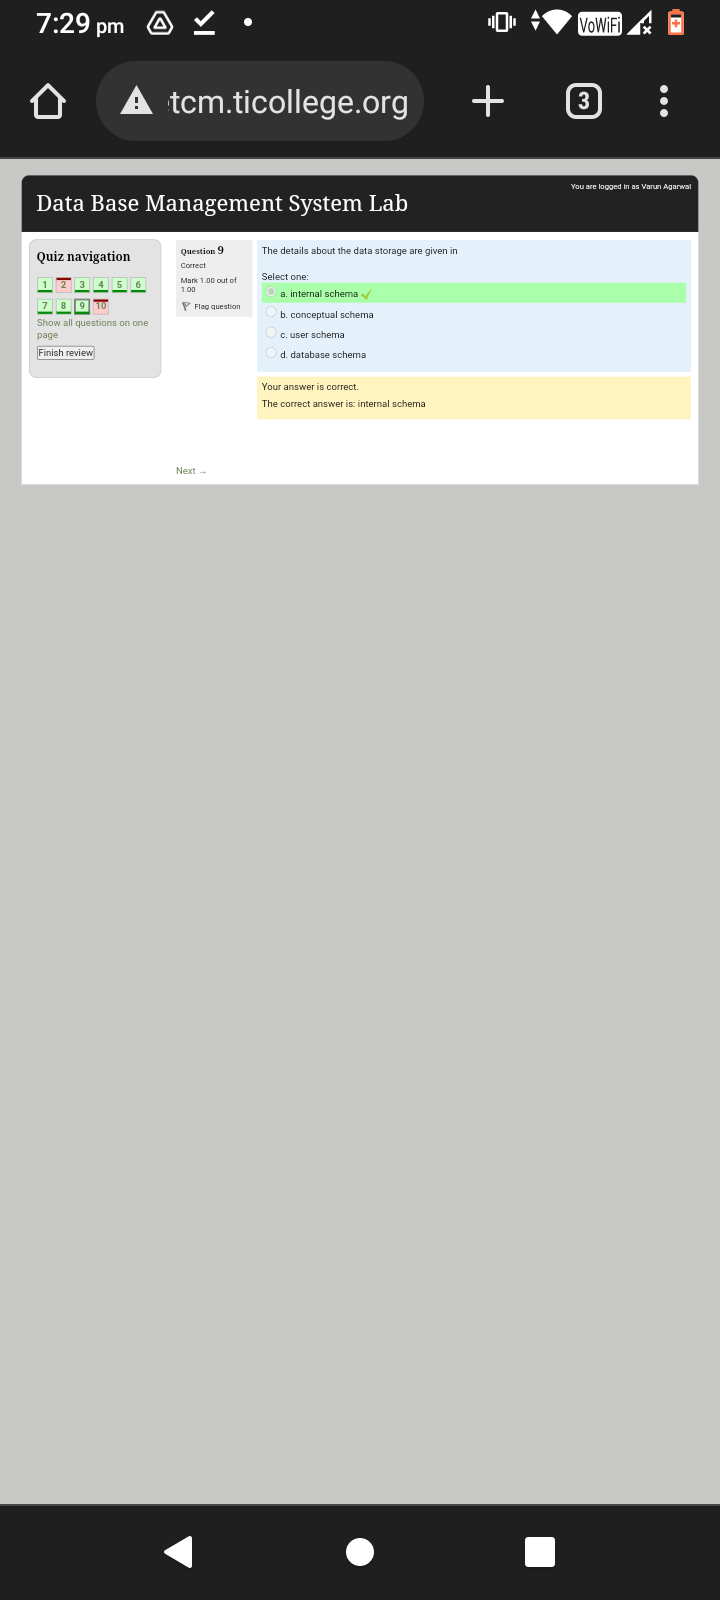 7:29 pm
VoWiFi
tcm.ticollege.org
3
You are logged in as Varun Agarwal
Data Base Management System Lab
Quiz navigation
1 2 3 4 5 6
7 8 9 10
Show all questions on one
page
Finish review
Question 9
Correct
Mark 1.00 out of
1.00
Flag question
The details about the data storage are given in
Select one:
a. internal schema
b. conceptual schema
c. user schema
d. database schema
Your answer is correct.
The correct answer is: internal schema
Next →